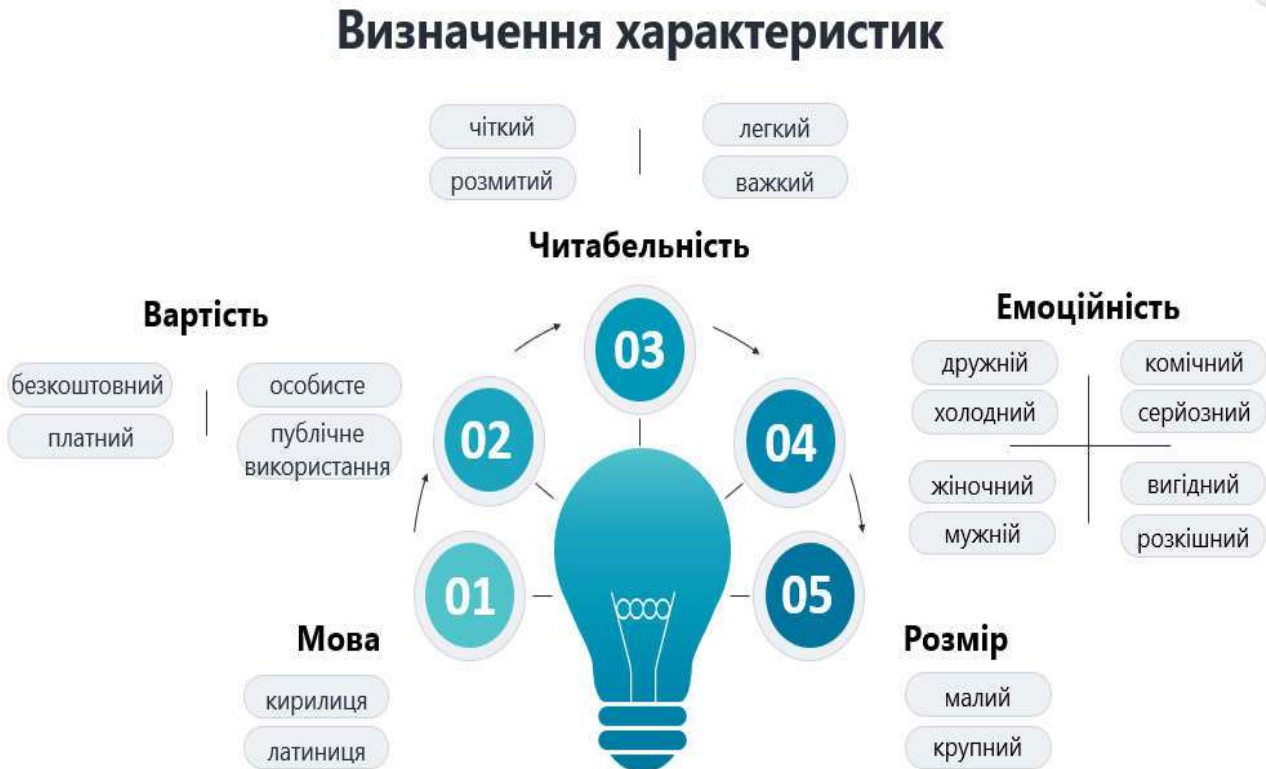 Визначення характеристик
чіткий
розмитий
легкий
важкий
Читабельність
Вартість
безкоштовний
платний
особисте
публічне
використання
Емоційність
дружній
холодний
комічний
серйозний
жіночний
мужній
вигідний
розкішний
03
02
04
01
05
Мова
кирилиця
латиниця
Розмір
малий
крупний